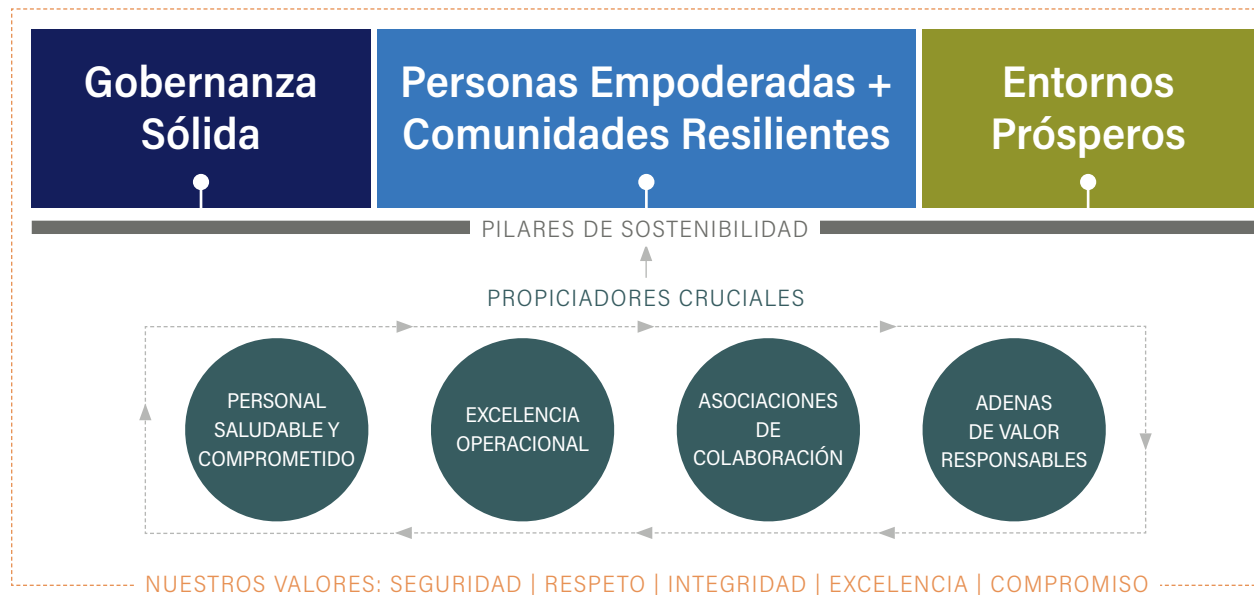 Gobernanza
Sólida
Personas Empoderadas +
Comunidades Resilientes
Entornos
Prósperos
PILARES DE SOSTENIBILIDAD
PROPICIADORES CRUCIALES
PERSONAL
SALUDABLE Y
COMPROMETIDO
EXCELENCIA
OPERACIONAL
ASOCIACIONES
DE
COLABORACIÓN
ADENAS
DE VALOR
RESPONSABLES
NUESTROS VALORES: SEGURIDAD | RESPETO | INTEGRIDAD | EXCELENCIA | COMPROMISO